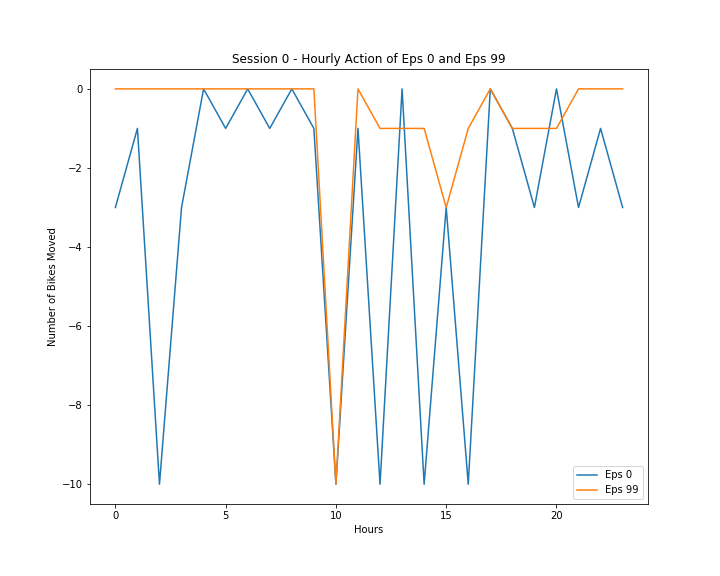 Session 0 - Hourly Action of Eps 0 and Eps 99
Number of Bikes Moved
0
−2
−4
−6
−8
−10
0 5 10 15 20
Hours
Eps 0
Eps 99